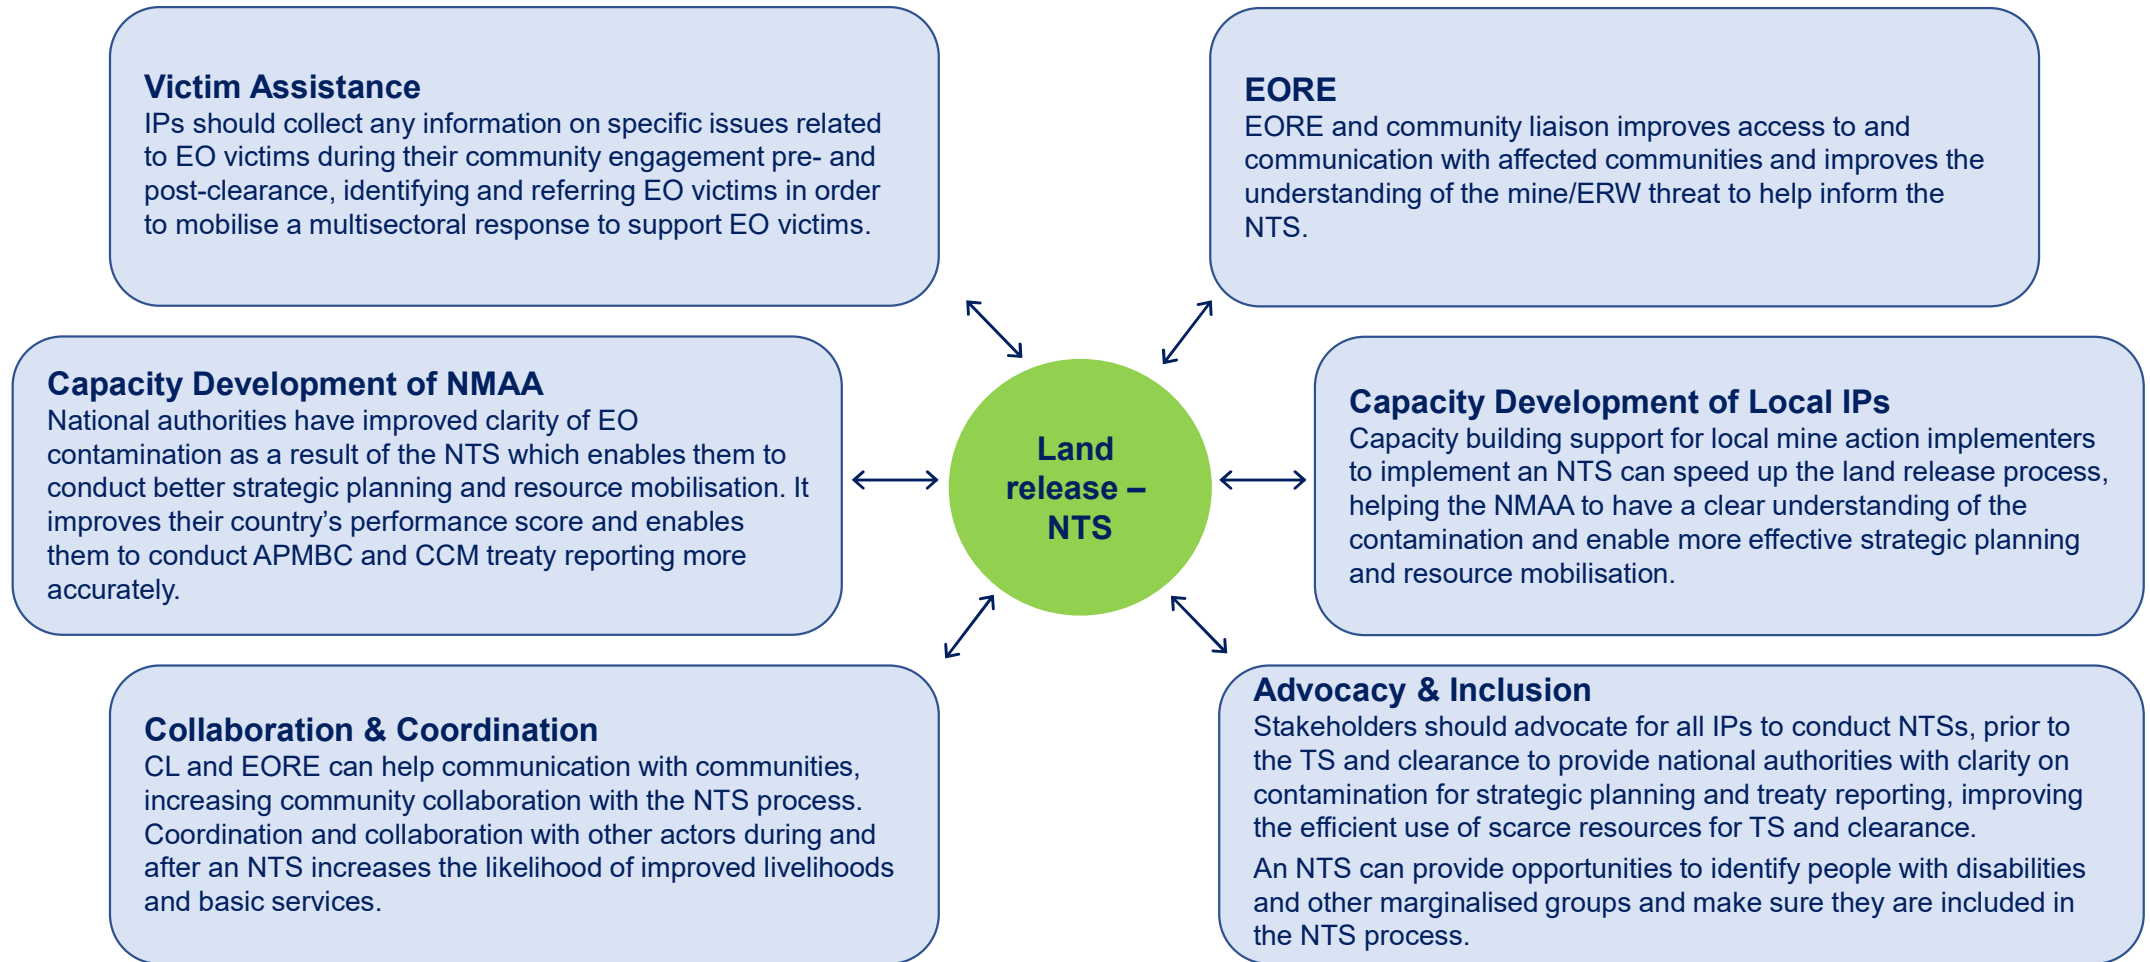 Victim Assistance
IPs should collect any information on specific issues related
to EO victims during their community engagement pre- and
post-clearance, identifying and referring EO victims in order
to mobilise a multisectoral response to support EO victims.
EORE
EORE and community liaison improves access to and
communication with affected communities and improves the
understanding of the mine/ERW threat to help inform the
NTS.
Capacity Development of NMAA
National authorities have improved clarity of EO
contamination as a result of the NTS which enables them to
conduct better strategic planning and resource mobilisation. It
improves their country’s performance score and enables
them to conduct APMBC and CCM treaty reporting more
accurately.
Land
release –
NTS
Capacity Development of Local IPs
Capacity building support for local mine action implementers
to implement an NTS can speed up the land release process,
helping the NMAA to have a clear understanding of the
contamination and enable more effective strategic planning
and resource mobilisation.
Collaboration & Coordination
CL and EORE can help communication with communities,
increasing community collaboration with the NTS process.
Coordination and collaboration with other actors during and
after an NTS increases the likelihood of improved livelihoods
and basic services.
Advocacy & Inclusion
Stakeholders should advocate for all IPs to conduct NTSs, prior to
the TS and clearance to provide national authorities with clarity on
contamination for strategic planning and treaty reporting, improving
the efficient use of scarce resources for TS and clearance.
An NTS can provide opportunities to identify people with disabilities
and other marginalised groups and make sure they are included in
the NTS process.